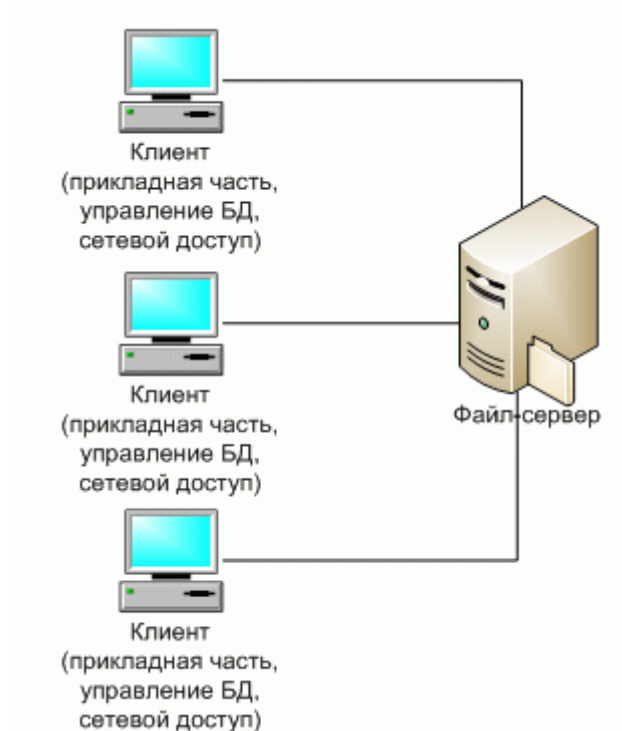 Клиент
(прикладная часть,
управление БД,
сетевой доступ)
Клиент
(прикладная часть,
управление БД,
сетевой доступ)
Файл-сервер
Клиент
(прикладная часть,
управление БД,
сетевой доступ)